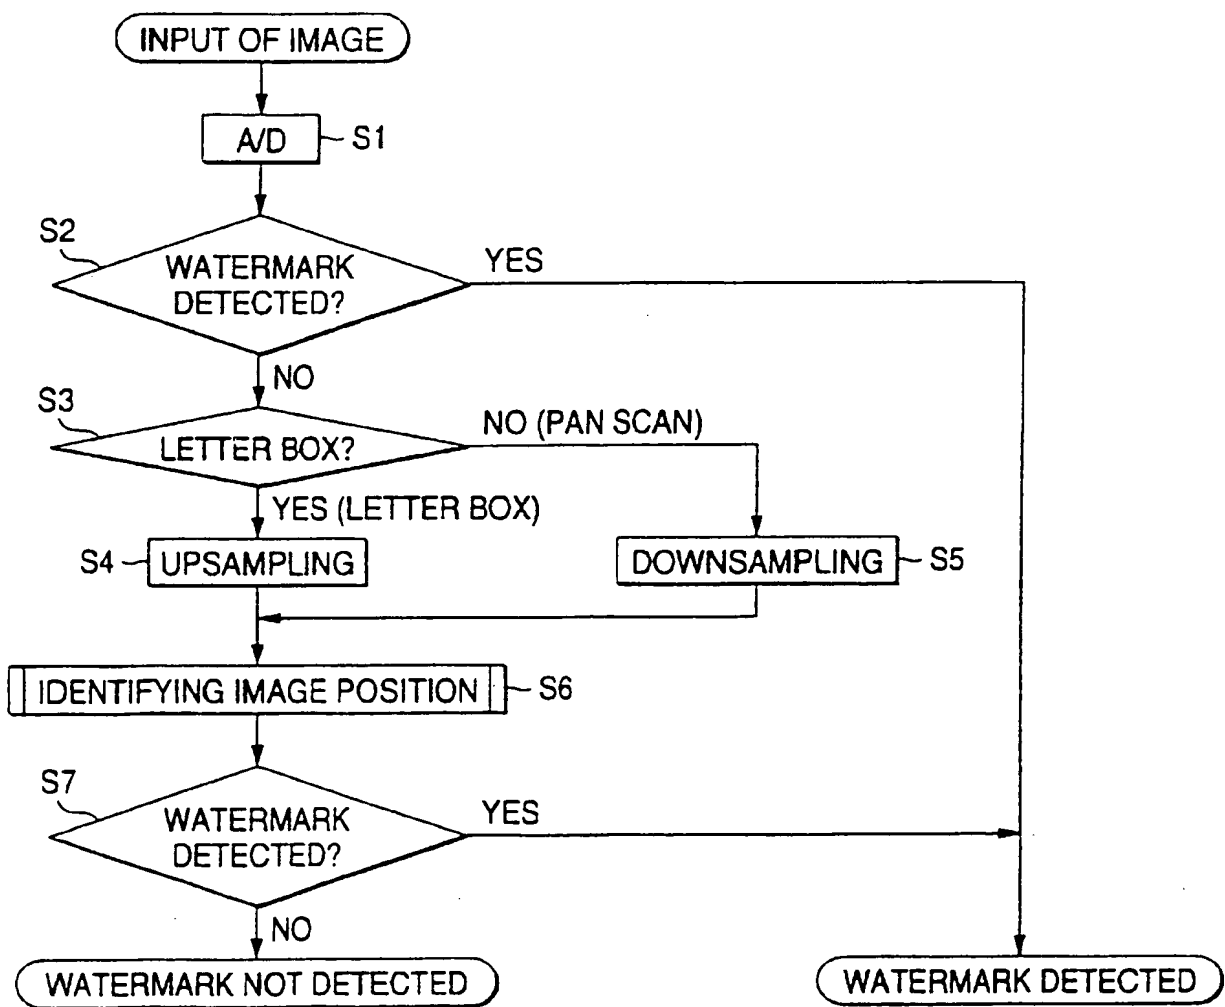 INPUT OF IMAGE
A/D
S1
S2
WATERMARK
DETECTED?
YES
NO
S3
LETTER BOX?
NO (PAN SCAN)
YES (LETTER BOX)
S4
UPSAMPLING
DOWNSAMPLING
S5
IDENTIFYING IMAGE POSITION
S6
S7
WATERMARK
DETECTED?
YES
NO
WATERMARK NOT DETECTED
WATERMARK DETECTED